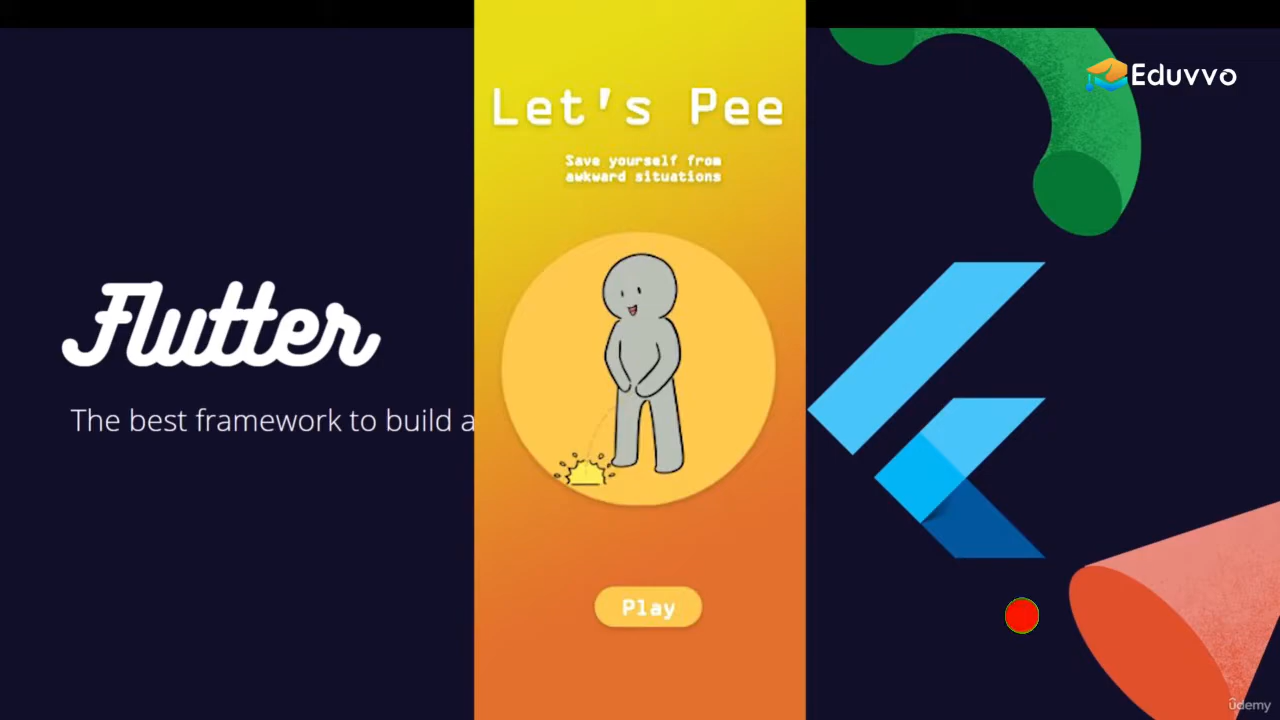 Eduvvo
Let's Pee
Save yourself from
awkward situations
Flutter
The best framework to build a
Play
ûdemy